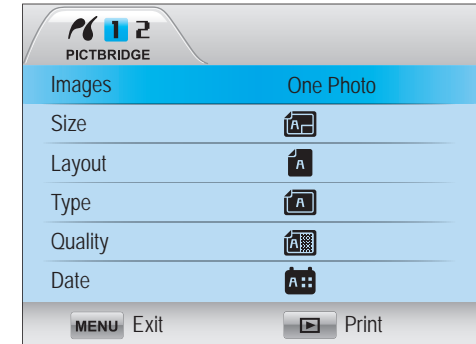 1 2
PICTBRIDGE
Images One Photo
Size A
Layout A
Type A
Quality A
Date A
MENU Exit Print